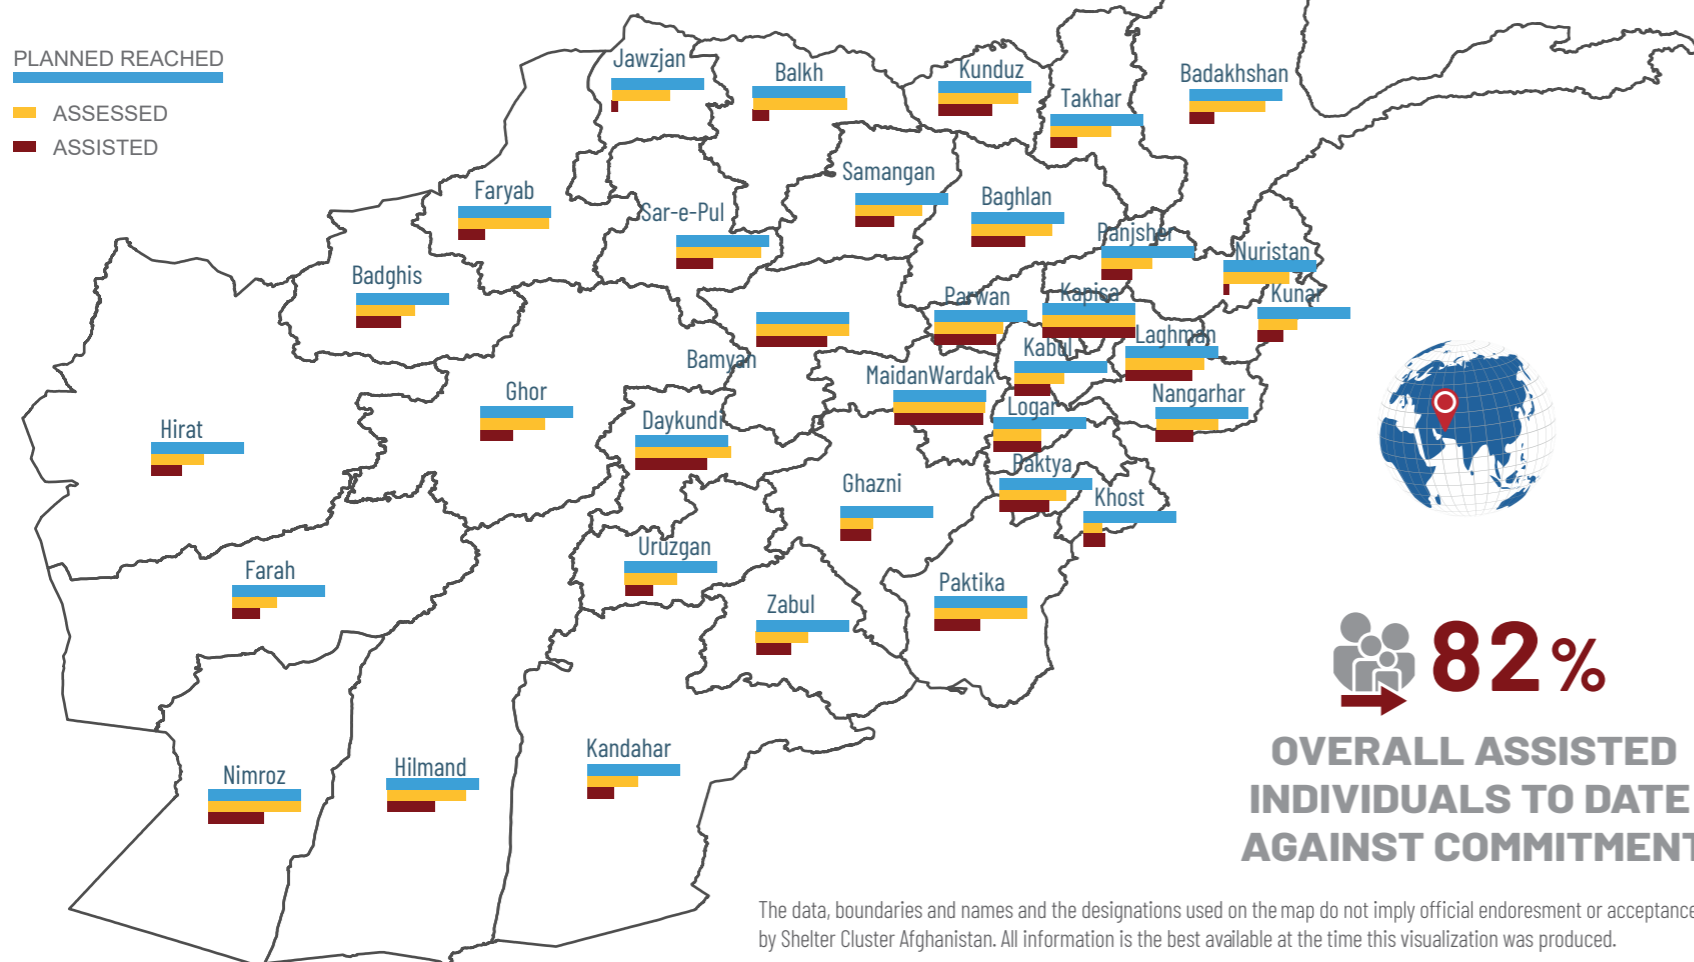 PLANNED REACHED
ASSESSED
ASSISTED
Jawzjan
Balkh
Kunduz
Takhar
Badakhshan
Faryab
Sar-e-Pul
Samangan
Baghlan
Panjsher
Nuristan
Badghis
Parwan
Kapisa
Kunar
Bamyan
Kabul
Laghman
Hirat
Ghor
Daykundi
MaidanWardak
Logar
Nangarhar
Ghazni
Paktya
Khost
Farah
Uruzgan
Zabul
Paktika
Nimroz
Hilmand
Kandahar
82%
OVERALL ASSISTED
INDIVIDUALS TO DATE
AGAINST COMMITMENT
The data, boundaries and names and the designations used on the map do not imply official endoresment or acceptance
by Shelter Cluster Afghanistan. All information is the best available at the time this visualization was produced.